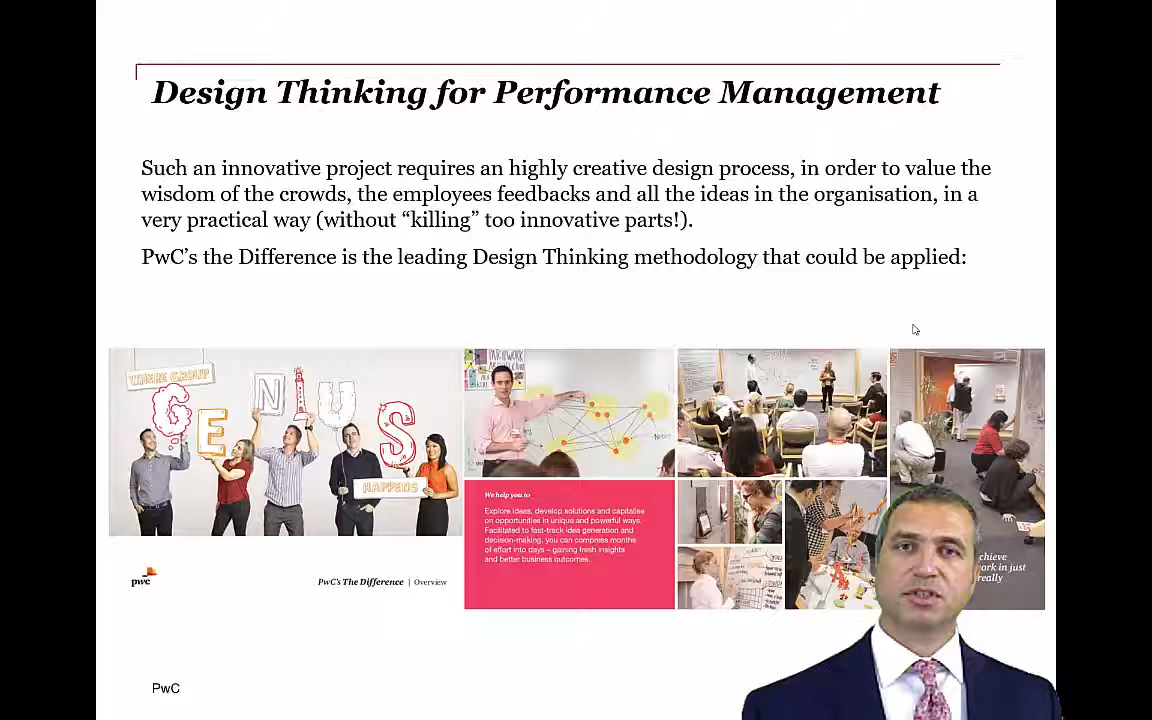 Design Thinking for Performance Management
Such an innovative project requires an highly creative design process, in order to value the
wisdom of the crowds, the employees feedbacks and all the ideas in the organisation, in a
very practical way (without “killing” too innovative parts!).
PwC’s the Difference is the leading Design Thinking methodology that could be applied:
WHERE GROUP
GENIUS
HAPPENS
pwc
PwC's The Difference | Overview
PATCHWORK
We help you to
Explore ideas, develop solutions and capitalise
on opportunities in unique and powerful ways.
Facilitated to fast-track idea generation and
decision-making, you can compress months
of effort into days – gaining fresh insights
and better business outcomes.
chieve
ork in just
really
PwC